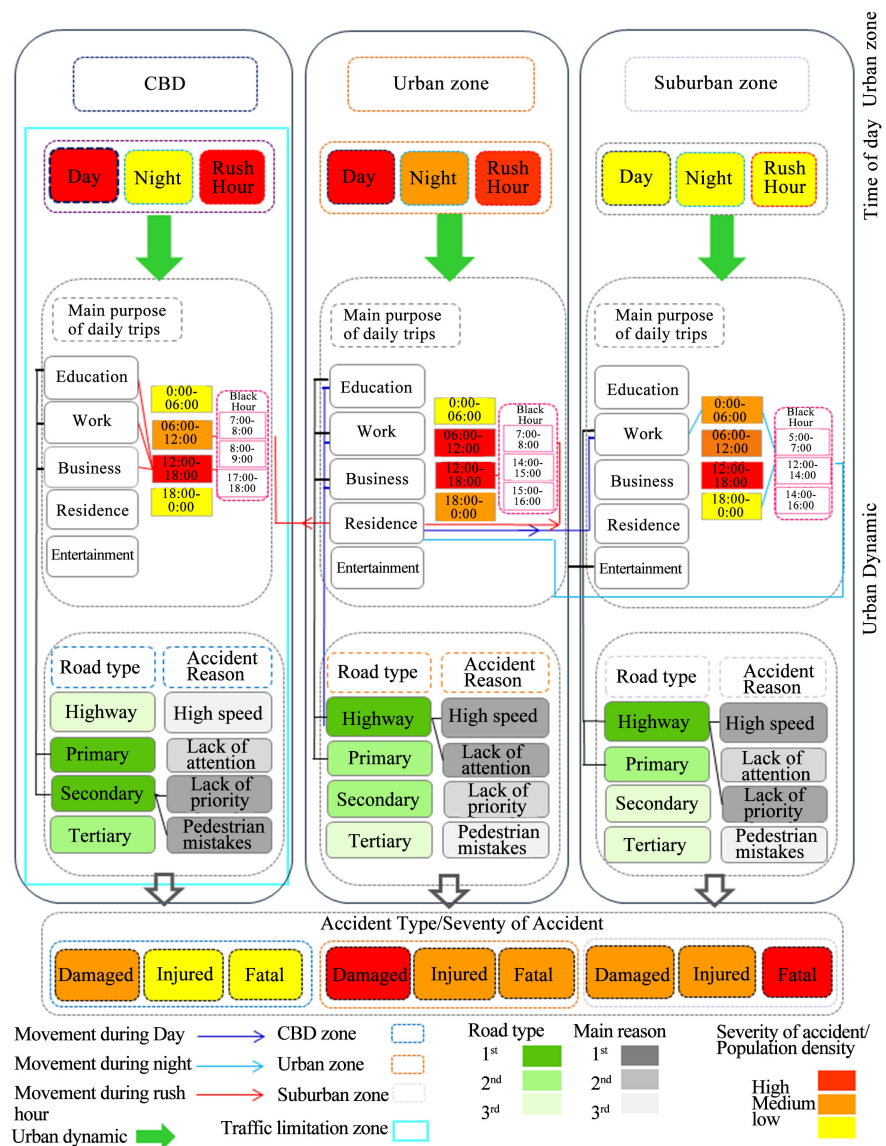 CBD
Urban zone
Suburban zone
Urban zone
Time of day
Urban Dynamic
Day
Night
Rush
Hour
Day
Night
Rush
Hour
Day
Night
Rush
Hour
Main purpose
of daily trips
Education
Work
Business
Residence
Entertainment
0:00-
06:00
06:00-
12:00
12:00-
18:00
18:00-
0:00
Black
Hour
7:00-
8:00
8:00-
9:00
17:00-
18:00
Main purpose
of daily trips
Education
Work
Business
Residence
Entertainment
0:00-
06:00
06:00-
12:00
12:00-
18:00
18:00-
0:00
Black
Hour
7:00-
8:00
14:00-
15:00
15:00-
16:00
Main purpose
of daily trips
Education
Work
Business
Residence
Entertainment
0:00-
06:00
06:00-
12:00
12:00-
18:00
18:00-
0:00
Black
Hour
5:00-
7:00
12:00-
14:00
14:00-
16:00
Road type
Accident
Reason
Highway
High speed
Primary
Lack of
attention
Secondary
Lack of
priority
Tertiary
Pedestrian
mistakes
Road type
Accident
Reason
Highway
High speed
Primary
Lack of
attention
Secondary
Lack of
priority
Tertiary
Pedestrian
mistakes
Road type
Accident
Reason
Highway
High speed
Primary
Lack of
attention
Secondary
Lack of
priority
Tertiary
Pedestrian
mistakes
Accident Type/Seventy of Accident
Damaged
Injured
Fatal
Damaged
Injured
Fatal
Damaged
Injured
Fatal
Movement during Day
Movement during night
Movement during rush
hour
Urban dynamic
CBD zone
Urban zone
Suburban zone
Traffic limitation zone
Road type
1st
2nd
3rd
Main reason
1st
2nd
3rd
Severity of accident/
Population density
High
Medium
low